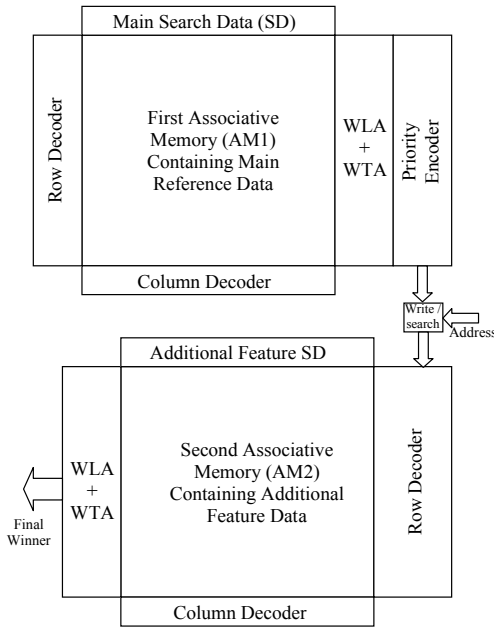 Main Search Data (SD)
Row Decoder
First Associative
Memory (AM1)
Containing Main
Reference Data
WLA
+
WTA
Priority
Encoder
Column Decoder
Write /
search
Address
Additional Feature SD
WLA
+
WTA
Second Associative
Memory (AM2)
Containing Additional
Feature Data
Row Decoder
Final
Winner
Column Decoder